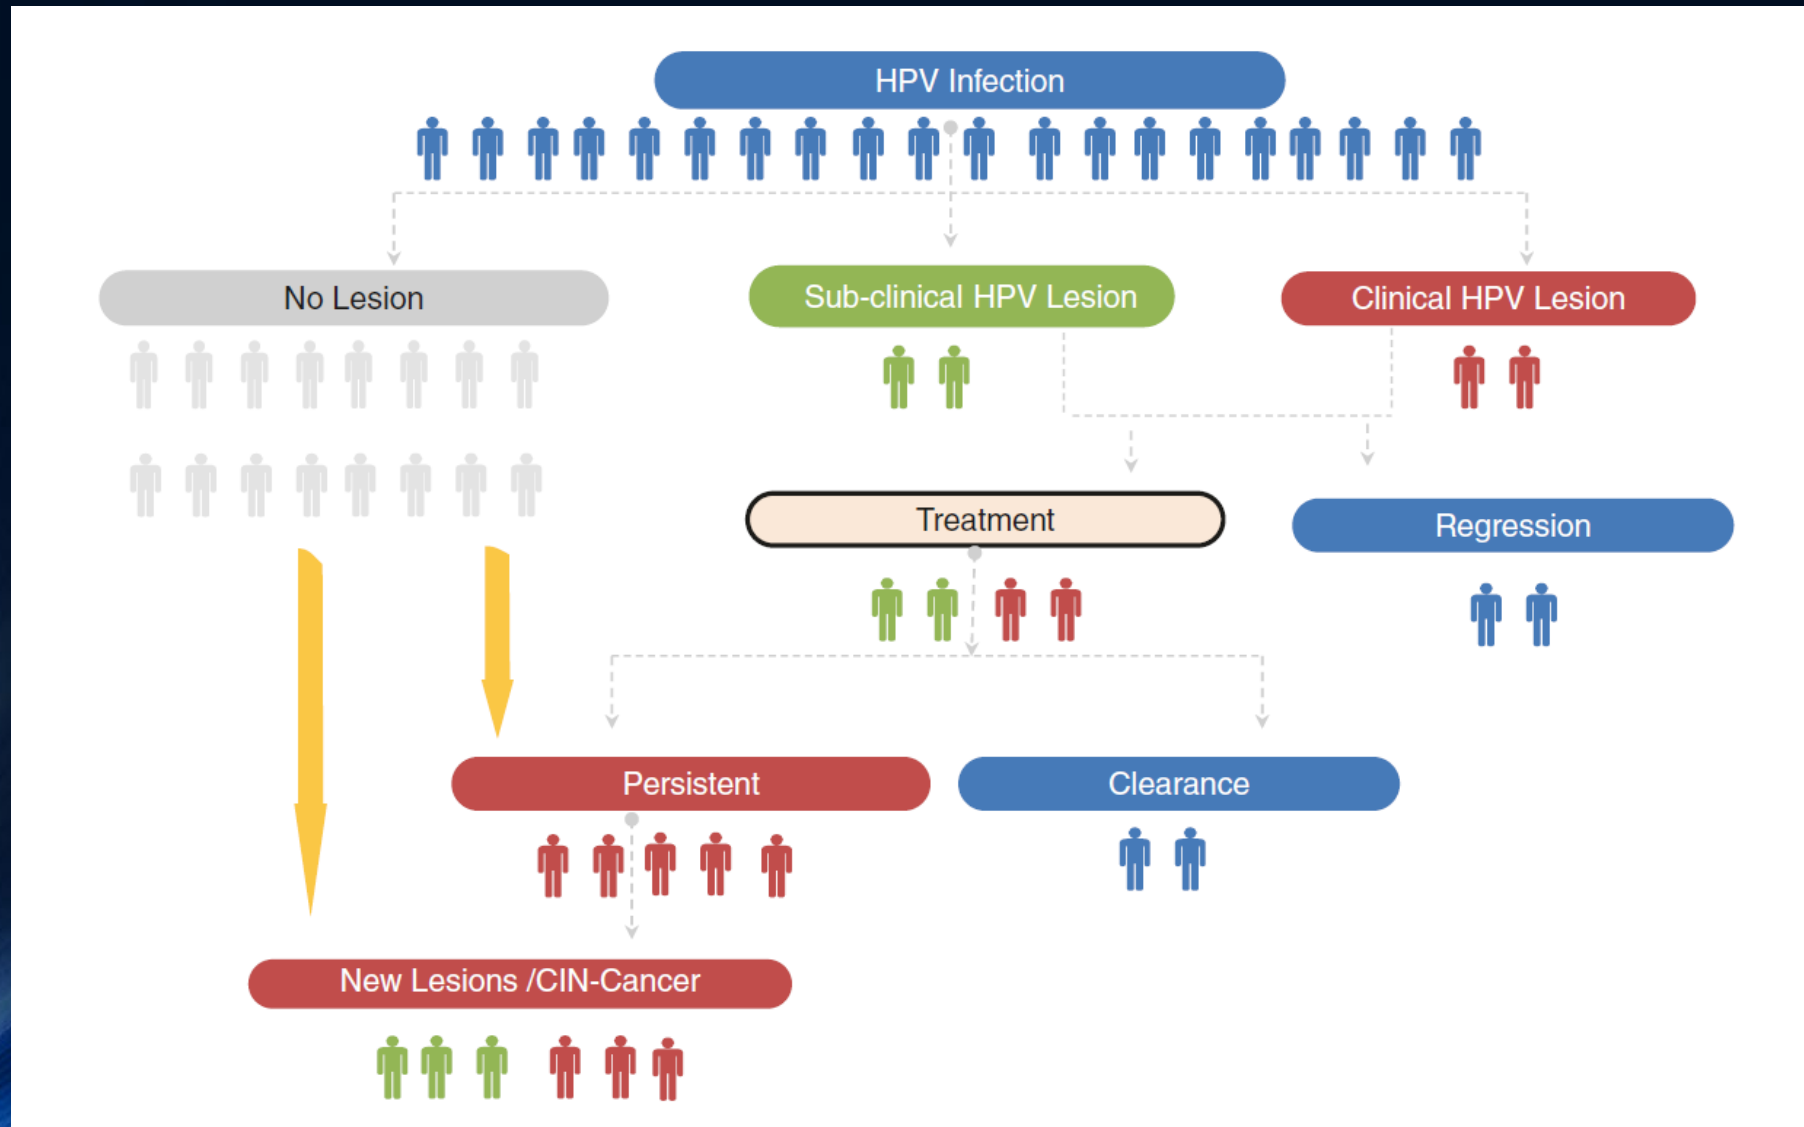 HPV Infection
No Lesion
Sub-clinical HPV Lesion
Clinical HPV Lesion
Treatment
Regression
Persistent
Clearance
New Lesions /CIN-Cancer